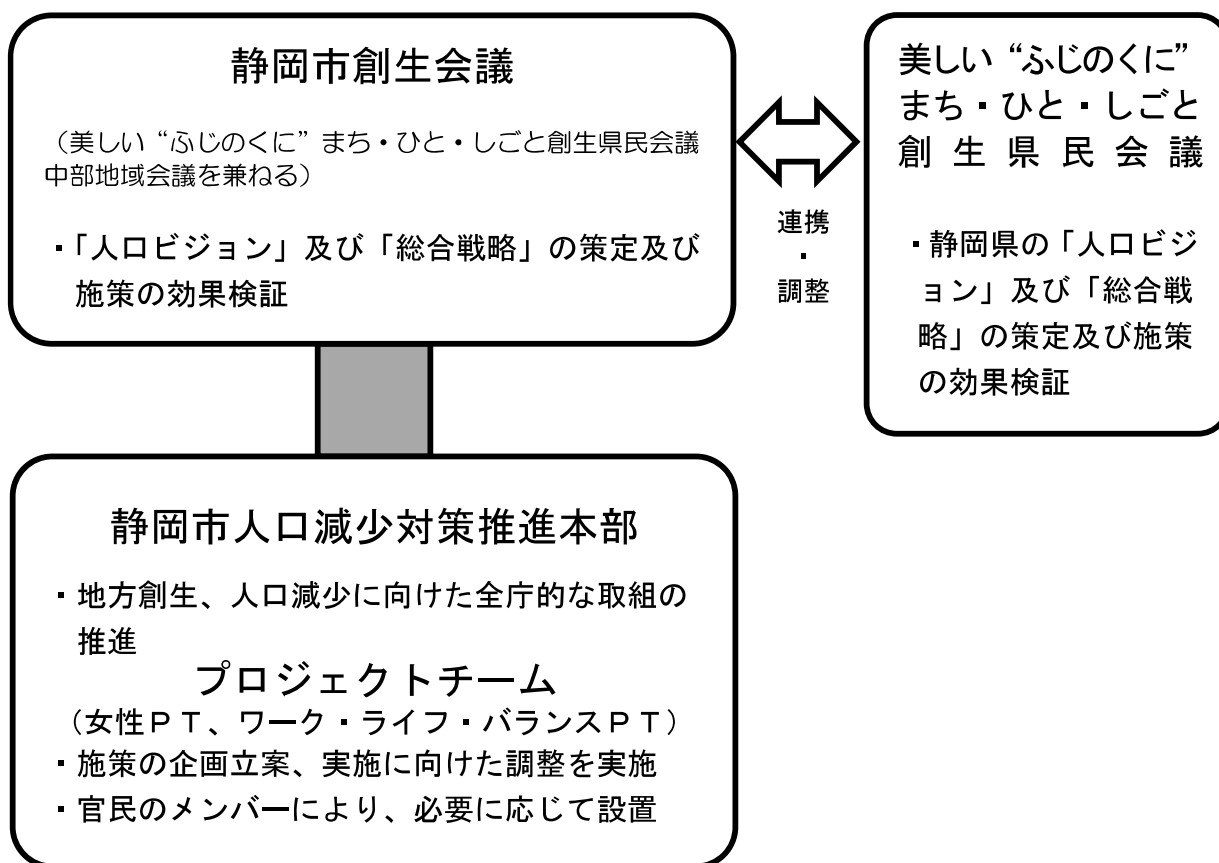 静岡市創生会議
（美しい“ふじのくに”まち・ひと・しごと創生県民会議
中部地域会議を兼ねる）
・「人口ビジョン」及び「総合戦略」の策定及び
施策の効果検証
連携
・
調整
美しい“ふじのくに”
まち・ひと・しごと
創生県民会議
・静岡県の「人口ビジ
ョン」及び「総合戦
略」の策定及び施策
の効果検証
静岡市人口減少対策推進本部
・地方創生、人口減少に向けた全庁的な取組の
推進
プロジェクトチーム
（女性ＰＴ、ワーク・ライフ・バランスＰＴ）
・施策の企画立案、実施に向けた調整を実施
・官民のメンバーにより、必要に応じて設置